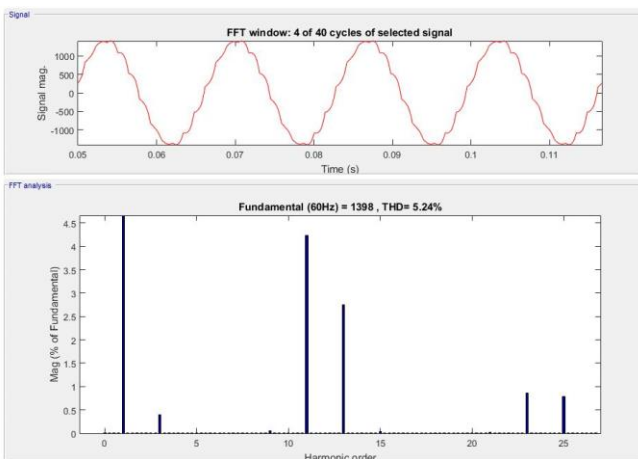 Signal
FFT window: 4 of 40 cycles of selected signal
1000
500
0
-500
-1000
Signal mag.
0.05 0.06 0.07 0.08 0.09 0.1 0.11
Time (s)
FFT analysis
Fundamental (60Hz) = 1398 , THD= 5.24%
4.5
4
3.5
3
2.5
2
1.5
1
0.5
0
Mag (% of Fundamental)
0 5 10 15 20 25
Harmonic order